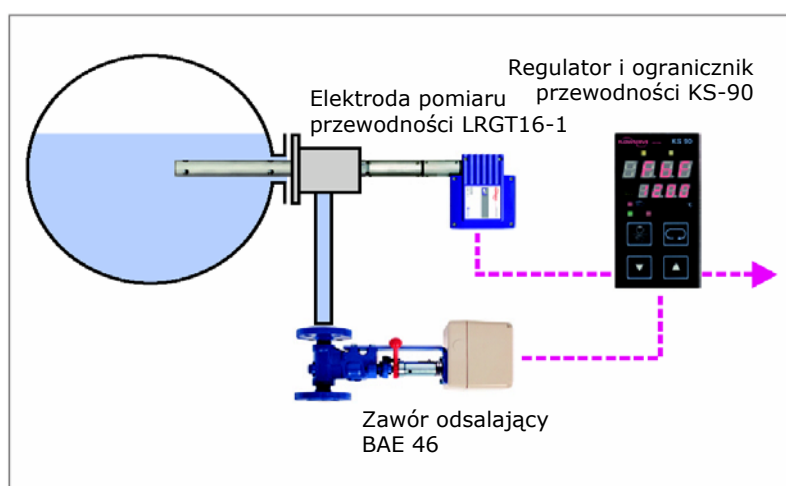 Elektroda pomiaru
przewodności LRGT16-1
Regulator i ogranicznik
przewodności KS-90
KS 90
Zawór odsalający
BAE 46